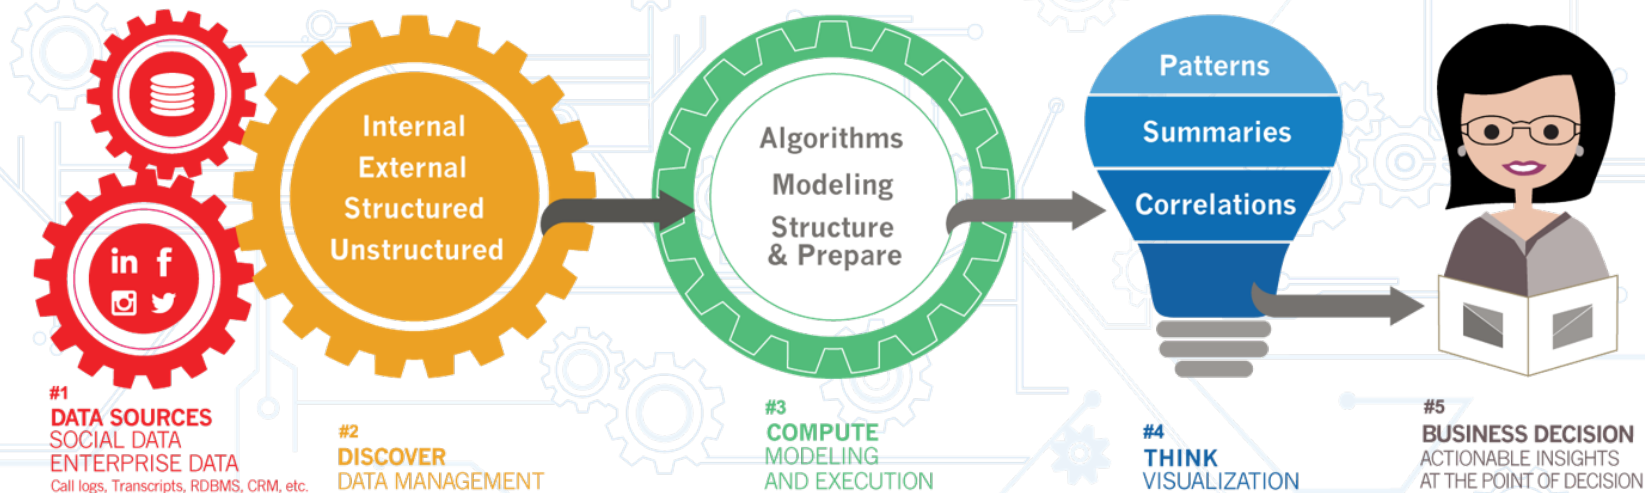 Internal
External
Structured
Unstructured
Algorithms
Modeling
Structure
& Prepare
Patterns
Summaries
Correlations
in f
#1
DATA SOURCES
SOCIAL DATA
ENTERPRISE DATA
Call logs, Transcripts, RDBMS, CRM, etc.
#2
DISCOVER
DATA MANAGEMENT
#3
COMPUTE
MODELING
AND EXECUTION
#4
THINK
VISUALIZATION
#5
BUSINESS DECISION
ACTIONABLE INSIGHTS
AT THE POINT OF DECISION